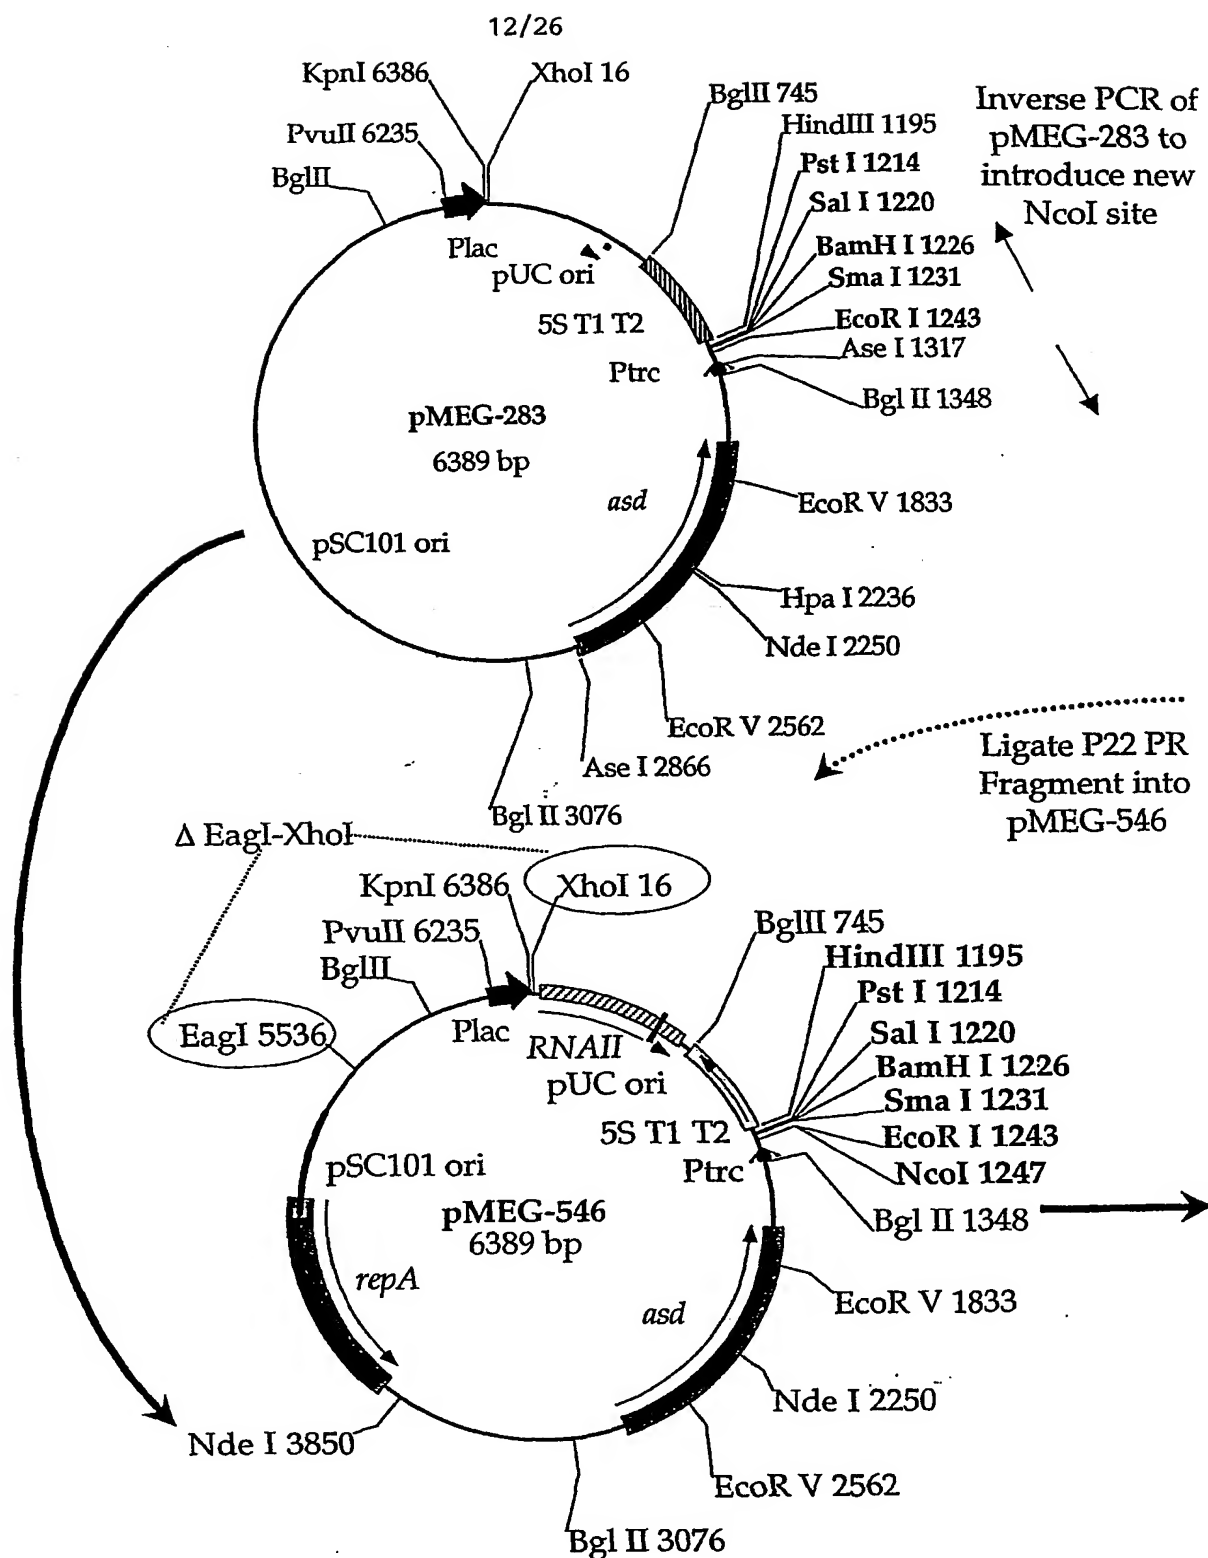 12/26
KpnI 6386
XhoI 16
BglII 745
PvuII 6235
HindIII 1195
BglII
Pst I 1214
Sal I 1220
BamH I 1226
Sma I 1231
EcoR I 1243
Ase I 1317
Bgl II 1348
Inverse PCR of
pMEG-283 to
introduce new
NcoI site
Plac
pUC ori
5S T1 T2
Ptrc
pMEG-283
6389 bp
asd
EcoR V 1833
pSC101 ori
Hpa I 2236
Nde I 2250
EcoR V 2562
Ase I 2866
Bgl II 3076
Ligate P22 PR
Fragment into
pMEG-546
Δ EagI-XhoI
KpnI 6386
XhoI 16
BglII 745
PvuII 6235
HindIII 1195
BglII
Pst I 1214
EagI 5536
Sal I 1220
Plac
RNAII
BamH I 1226
pUC ori
Sma I 1231
5S T1 T2
EcoR I 1243
Ptrc
NcoI 1247
pSC101 ori
Bgl II 1348
pMEG-546
6389 bp
repA
asd
EcoR V 1833
Nde I 2250
Nde I 3850
EcoR V 2562
Bgl II 3076